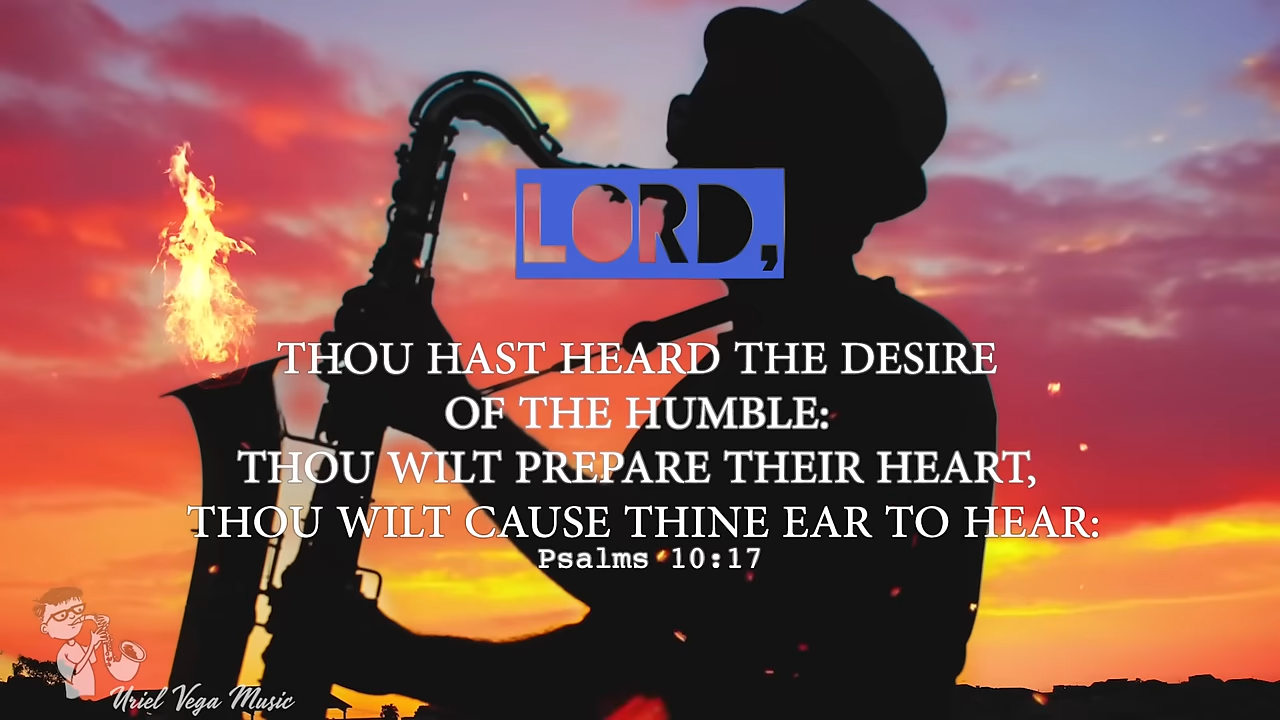 LORD,
THOU HAST HEARD THE DESIRE
OF THE HUMBLE:
THOU WILT PREPARE THEIR HEART,
THOU WILT CAUSE THINE EAR TO HEAR:
Psalms 10:17
Uriel Vega Music